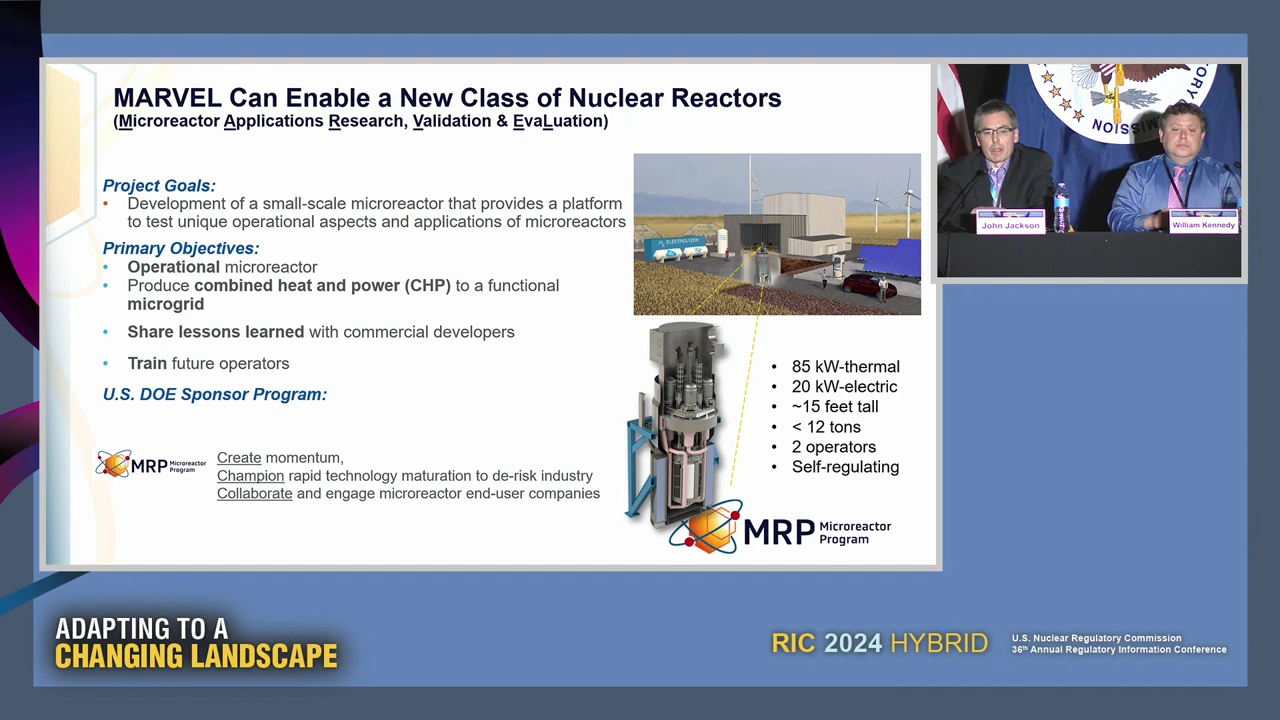 MARVEL Can Enable a New Class of Nuclear Reactors
(Microreactor Applications Research, Validation & EvaLuation)
Project Goals:
• Development of a small-scale microreactor that provides a platform
to test unique operational aspects and applications of microreactors
Primary Objectives:
• Operational microreactor
• Produce combined heat and power (CHP) to a functional
microgrid
• Share lessons learned with commercial developers
• Train future operators
U.S. DOE Sponsor Program:
MRP Microreactor
Program
Create momentum,
Champion rapid technology maturation to de-risk industry
Collaborate and engage microreactor end-user companies
H2 ELECTROLYZER
• 85 kW-thermal
• 20 kW-electric
• ~15 feet tall
• < 12 tons
• 2 operators
• Self-regulating
MRP Microreactor
Program
ORY
MISSION
John Jackson
William Kennedy
ADAPTING TO A
CHANGING LANDSCAPE
RIC 2024 HYBRID
U.S. Nuclear Regulatory Commission
36th Annual Regulatory Information Conference